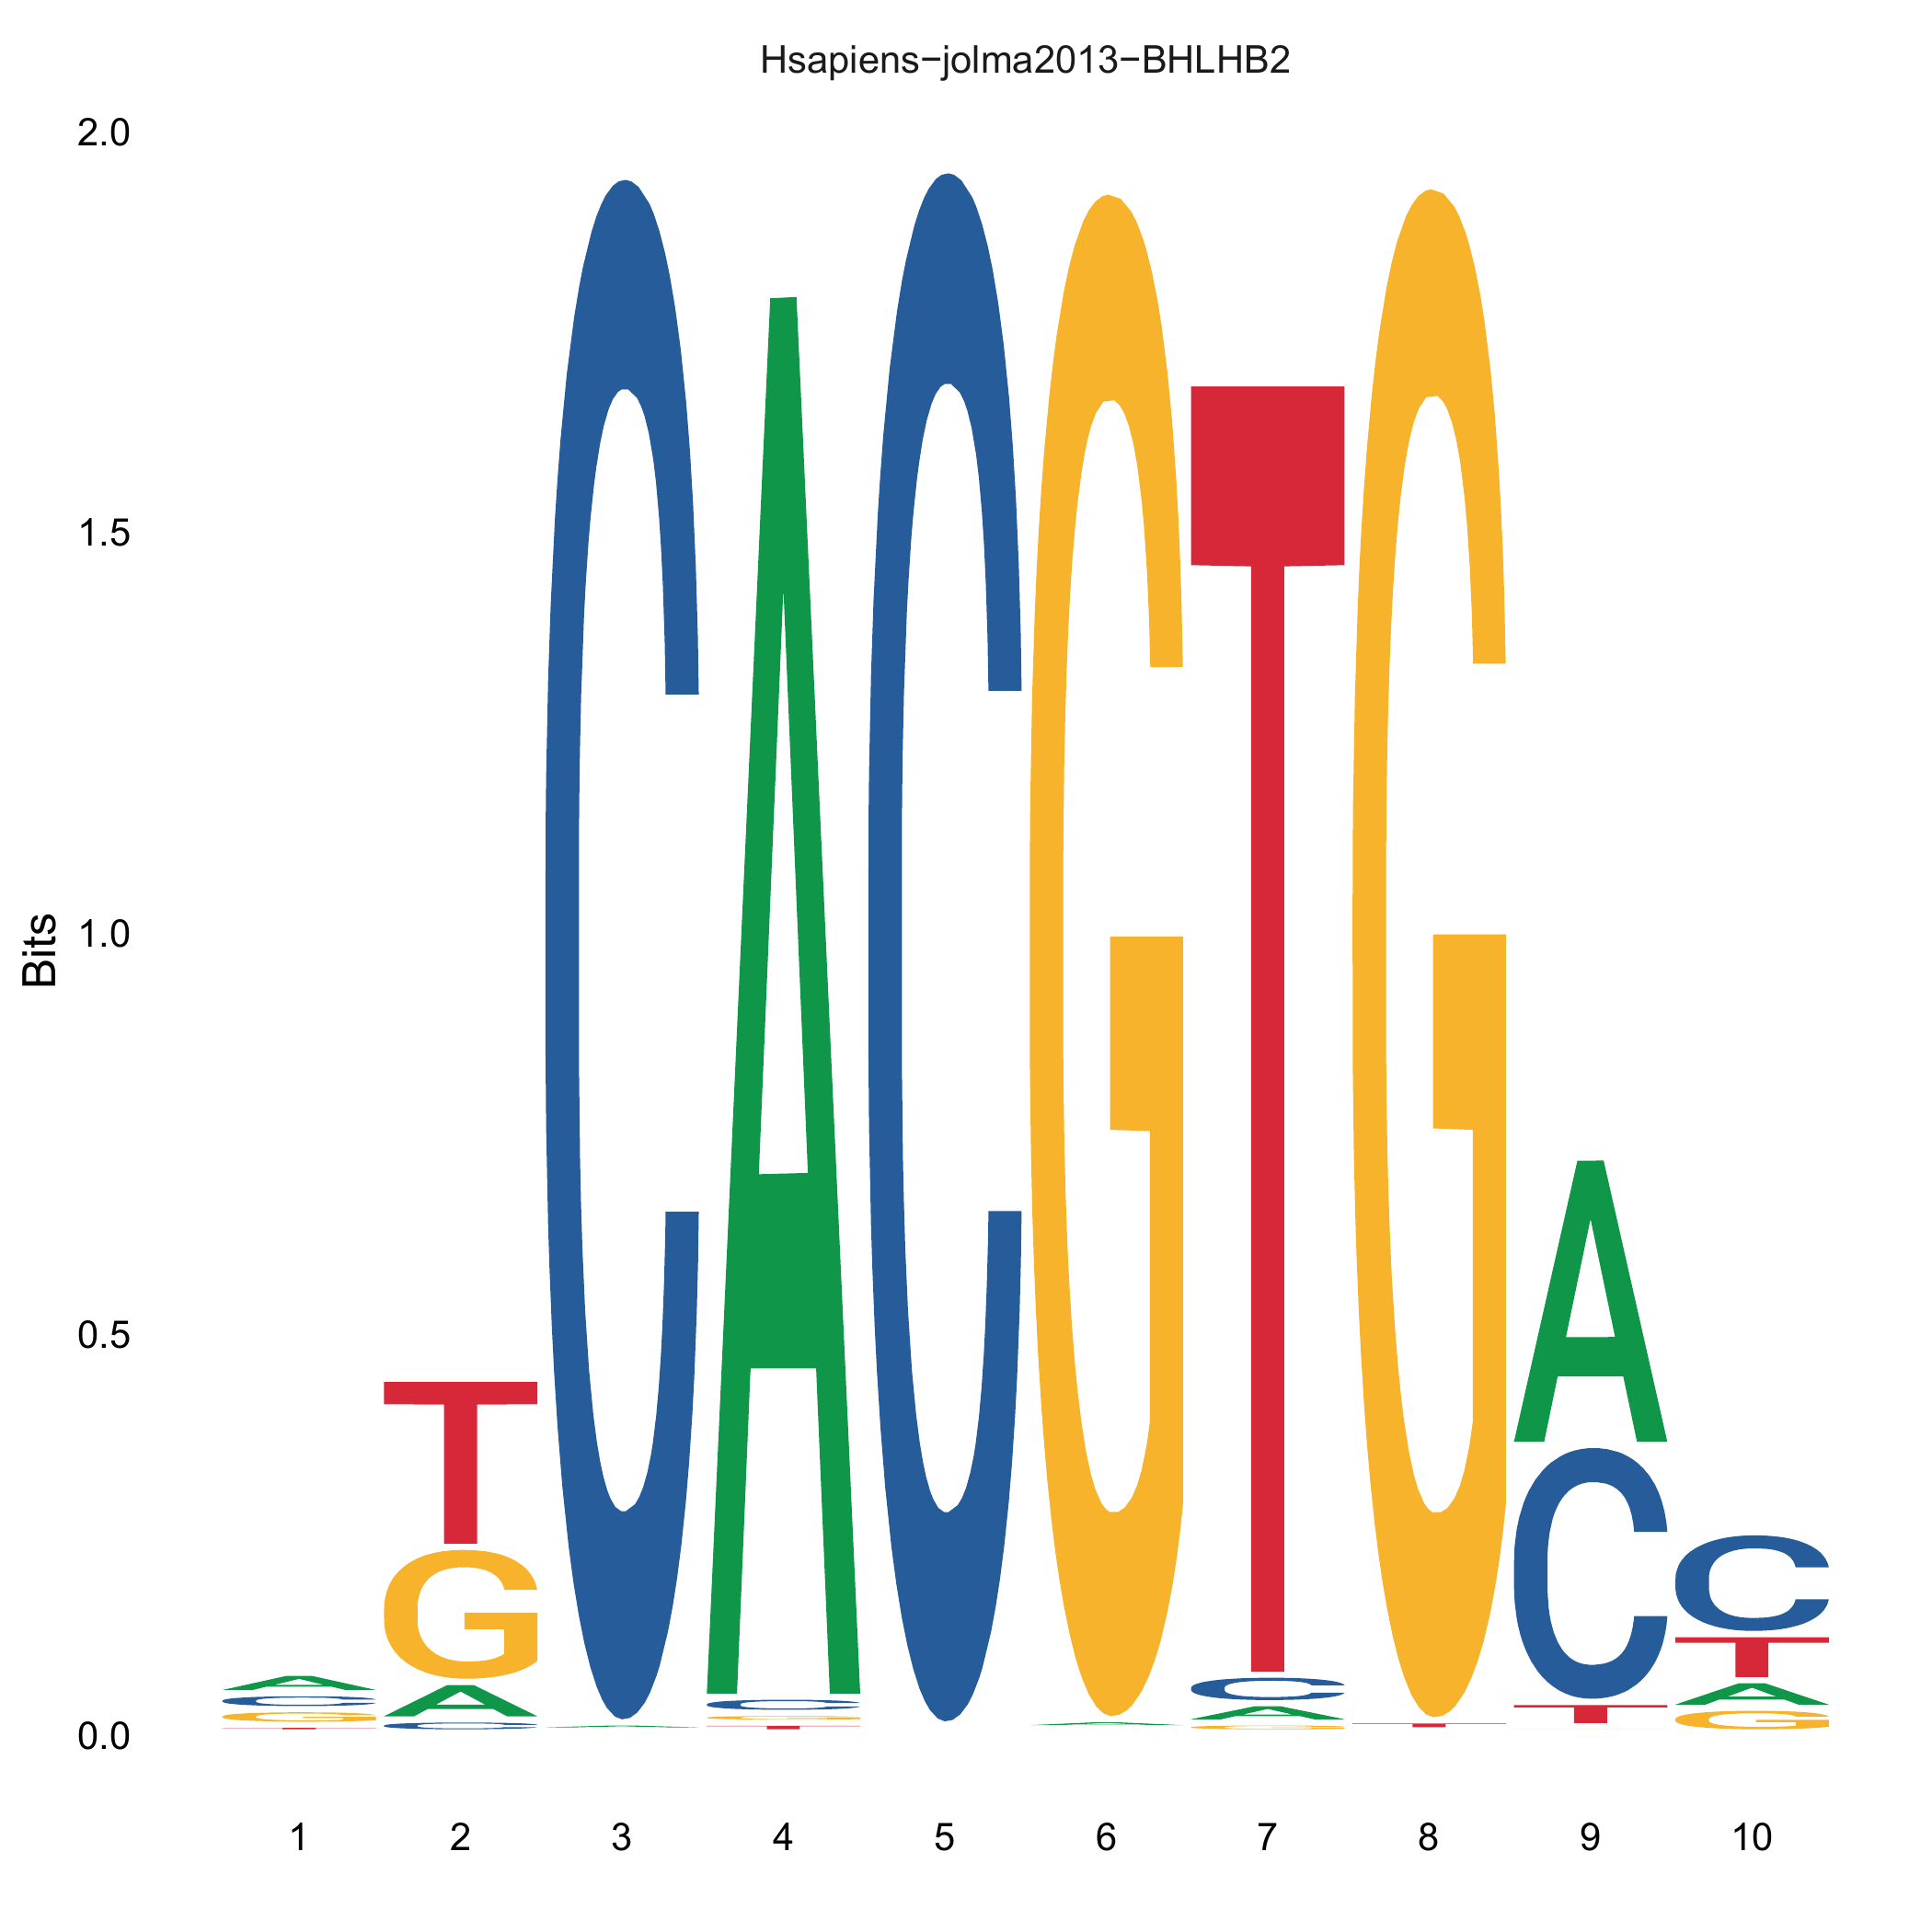 Hsapiens−jolma2013−BHLHB2
2.0
1.5
1.0
0.5
0.0
Bits
A C G T
T G A C
C
A C G T
C
G
T C A G
G T
A C T
C T A G
1 2 3 4 5 6 7 8 9 10